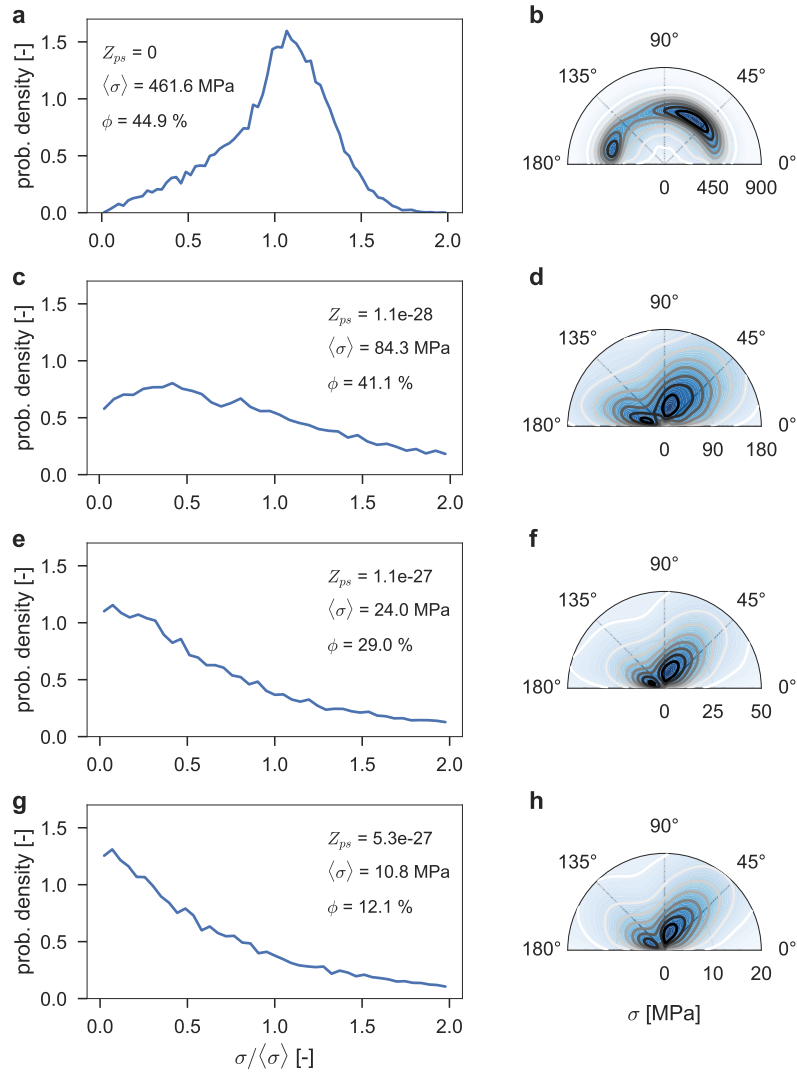 a
prob. density [-]
1.5
1.0
0.5
0.0
Z_ps = 0
⟨σ⟩ = 461.6 MPa
ϕ = 44.9 %
0.0 0.5 1.0 1.5 2.0
b
90°
135° 45°
180° 0°
0 450 900
c
prob. density [-]
1.5
1.0
0.5
0.0
Z_ps = 1.1e-28
⟨σ⟩ = 84.3 MPa
ϕ = 41.1 %
0.0 0.5 1.0 1.5 2.0
d
90°
135° 45°
180° 0°
0 90 180
e
prob. density [-]
1.5
1.0
0.5
0.0
Z_ps = 1.1e-27
⟨σ⟩ = 24.0 MPa
ϕ = 29.0 %
0.0 0.5 1.0 1.5 2.0
f
90°
135° 45°
180° 0°
0 25 50
g
prob. density [-]
1.5
1.0
0.5
0.0
Z_ps = 5.3e-27
⟨σ⟩ = 10.8 MPa
ϕ = 12.1 %
0.0 0.5 1.0 1.5 2.0
σ/⟨σ⟩ [-]
h
90°
135° 45°
180° 0°
0 10 20
σ [MPa]